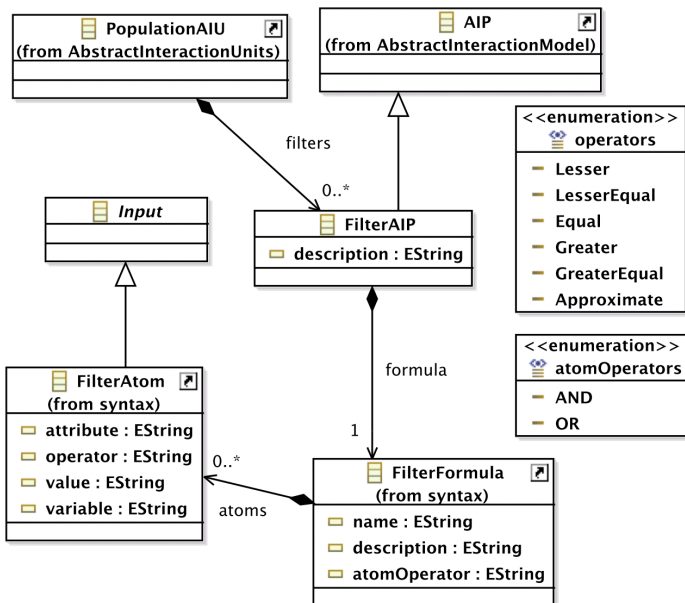 PopulationAIU
(from AbstractInteractionUnits)
AIP
(from AbstractInteractionModel)
filters
0..*
<<enumeration>>
operators
Lesser
LesserEqual
Equal
Greater
GreaterEqual
Approximate
Input
FilterAIP
description : EString
<<enumeration>>
atomOperators
AND
OR
formula
1
FilterAtom
(from syntax)
attribute : EString
operator : EString
value : EString
variable : EString
0..*
atoms
FilterFormula
(from syntax)
name : EString
description : EString
atomOperator : EString